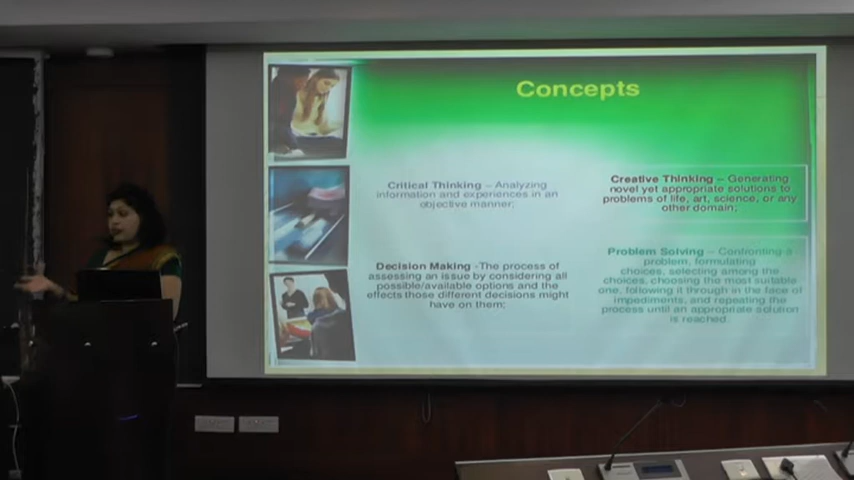 Concepts
Critical Thinking – Analyzing
information and experiences in an
objective manner;
Creative Thinking – Generating
novel yet appropriate solutions to
problems of life, art, science, or any
other domain;
Decision Making -The process of
assessing an issue by considering all
possible/available options and the
effects those different decisions might
have on them;
Problem Solving – Confronting a
problem, formulating
choices, selecting among the
choices, choosing the most suitable
one, following it through in the face of
impediments, and repeating the
process until an appropriate solution
is reached.